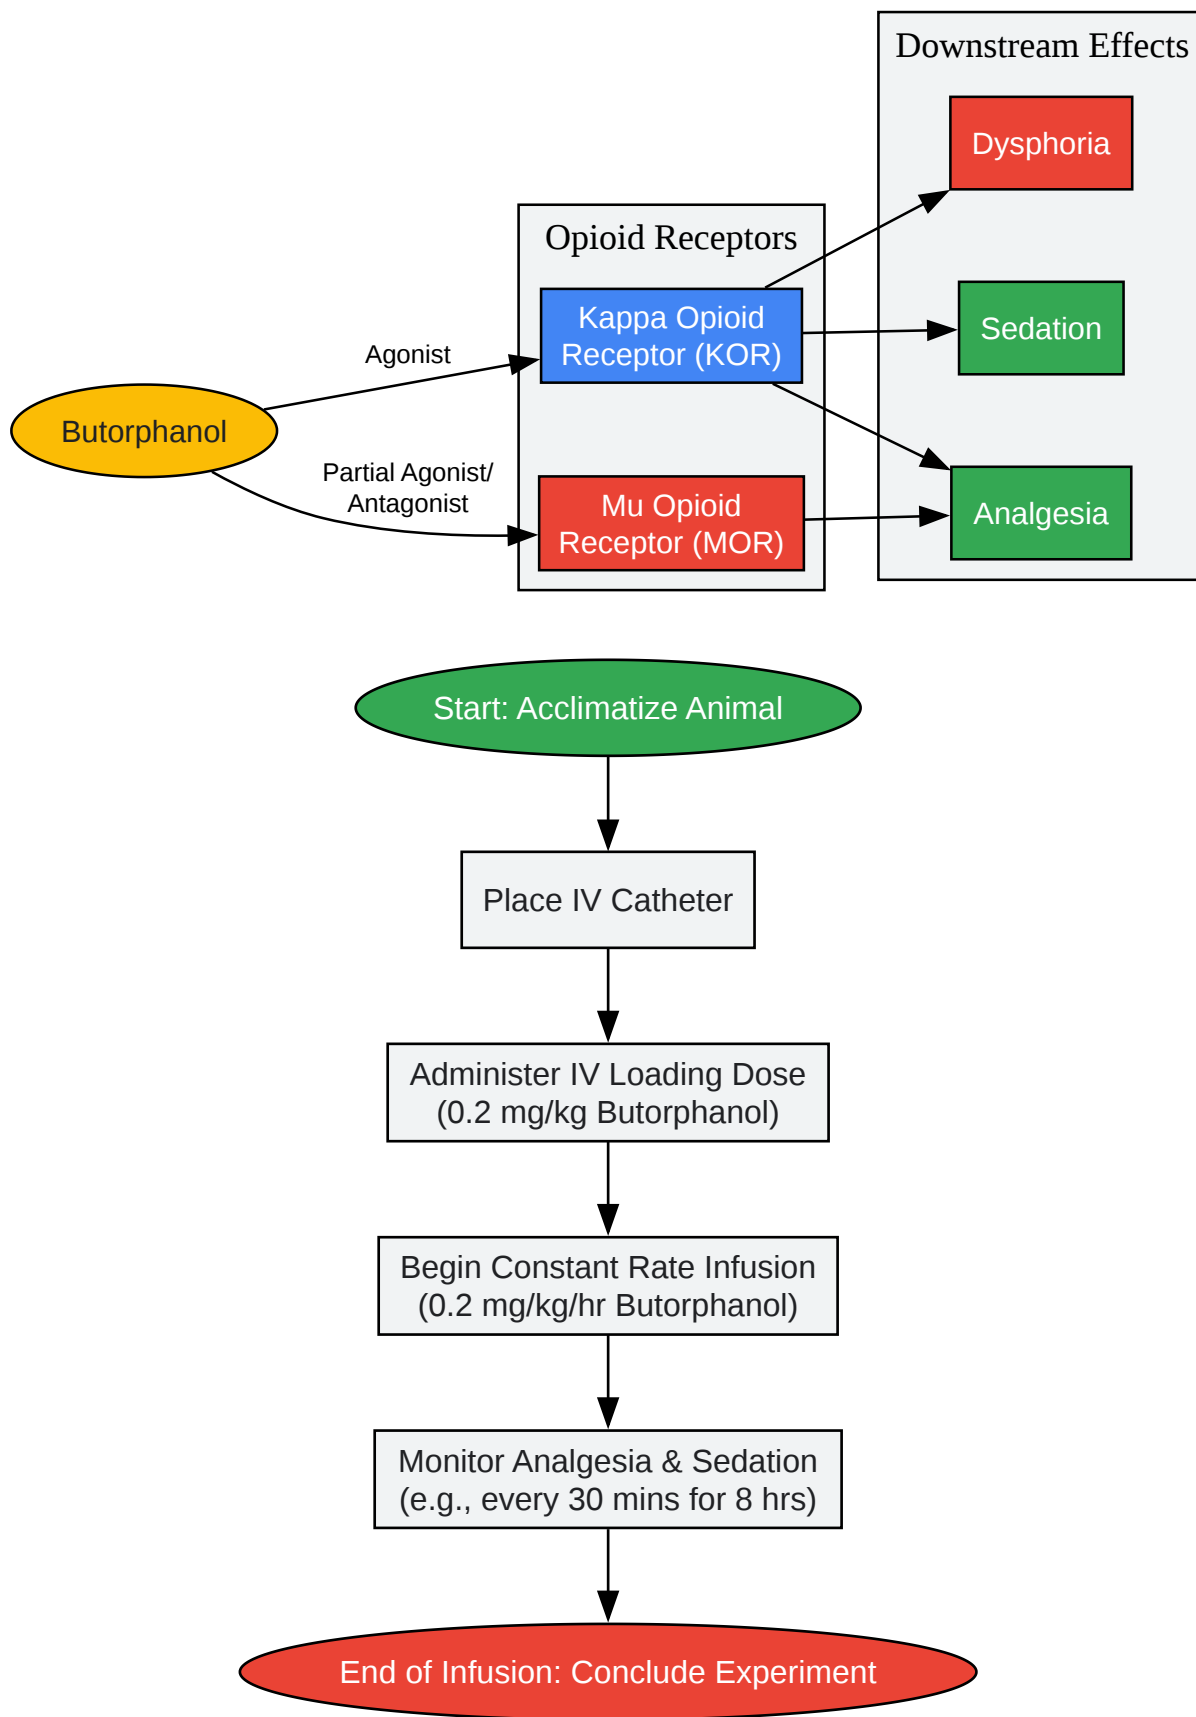 Downstream Effects
Dysphoria
Opioid Receptors
Kappa Opioid
Receptor (KOR)
Sedation
Agonist
Butorphanol
Partial Agonist/
Antagonist
Mu Opioid
Receptor (MOR)
Analgesia
Start: Acclimatize Animal
Place IV Catheter
Administer IV Loading Dose
(0.2 mg/kg Butorphanol)
Begin Constant Rate Infusion
(0.2 mg/kg/hr Butorphanol)
Monitor Analgesia & Sedation
(e.g., every 30 mins for 8 hrs)
End of Infusion: Conclude Experiment